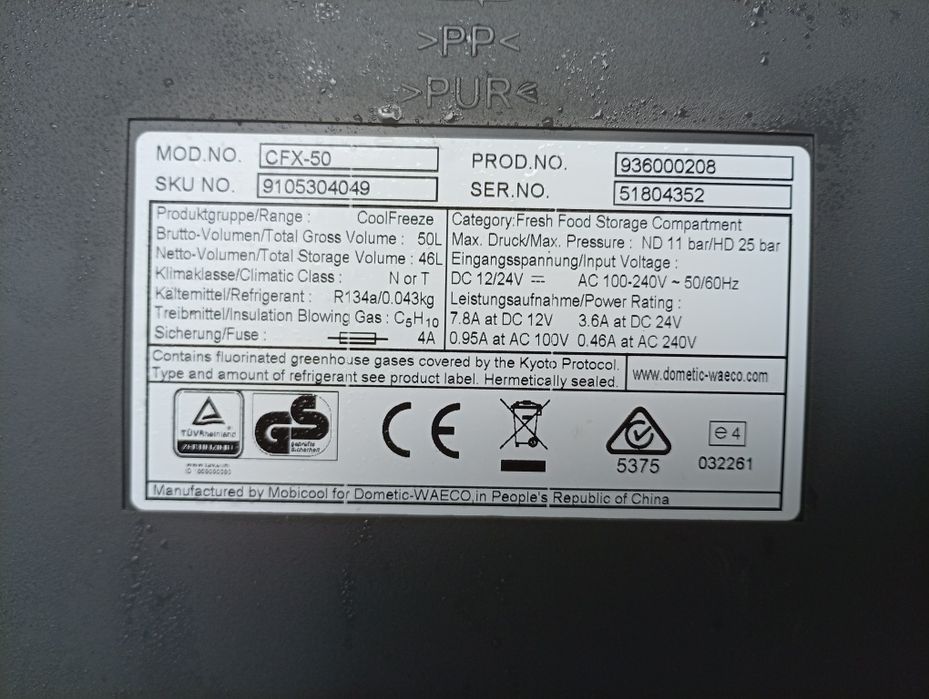 >PP<
>PUR<
MOD.NO. CFX-50
SKU NO. 9105304049
PROD.NO. 936000208
SER.NO. 51804352
Produktgruppe/Range : CoolFreeze
Brutto-Volumen/Total Gross Volume : 50L
Netto-Volumen/Total Storage Volume : 46L
Klimaklasse/Climatic Class : N or T
Kältemittel/Refrigerant : R134a/0.043kg
Treibmittel/Insulation Blowing Gas : C5H10
Sicherung/Fuse : 4A
Category:Fresh Food Storage Compartment
Max. Druck/Max. Pressure : ND 11 bar/HD 25 bar
Eingangsspannung/Input Voltage :
DC 12/24V AC 100-240V ~ 50/60Hz
Leistungsaufnahme/Power Rating :
7.8A at DC 12V 3.6A at DC 24V
0.95A at AC 100V 0.46A at AC 240V
Contains fluorinated greenhouse gases covered by the Kyoto Protocol.
Type and amount of refrigerant see product label. Hermetically sealed.
www.dometic-waeco.com
TÜVRheinland
ZERTIFIZIERT
GS
geprüfte
Sicherheit
CE
5375
e4
032261
Manufactured by Mobicool for Dometic-WAECO,in People's Republic of China